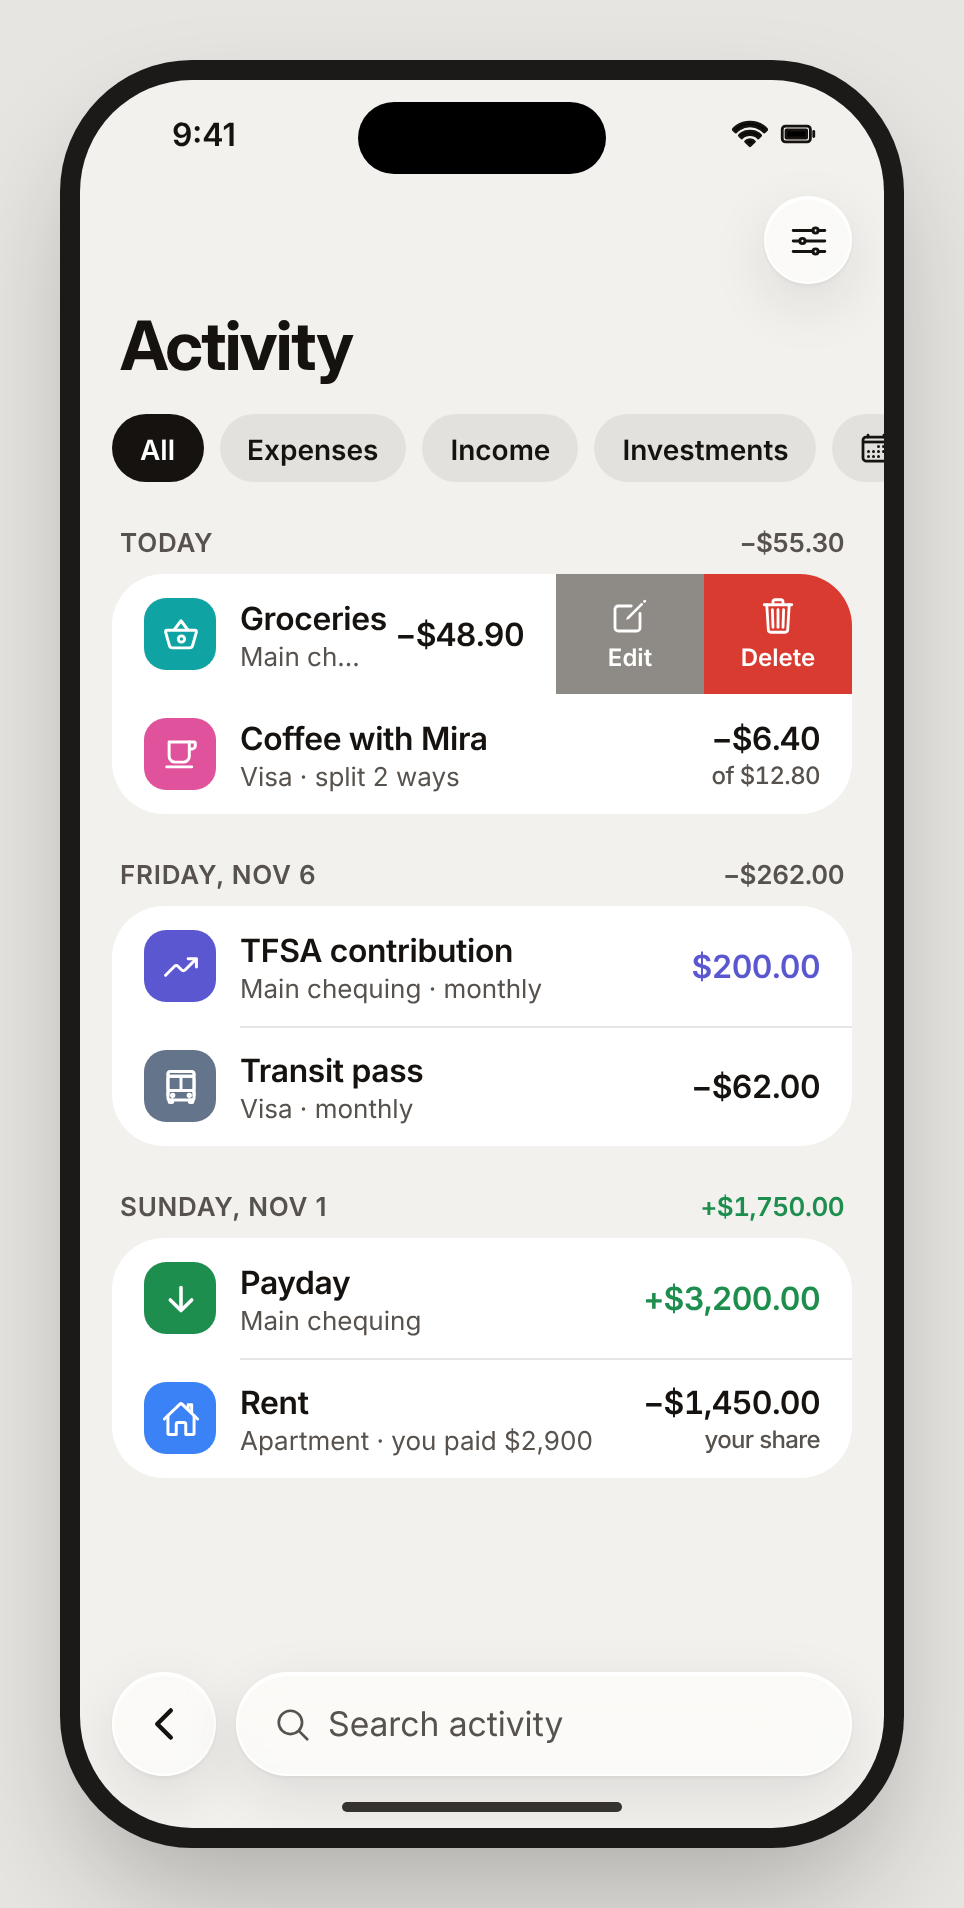 9:41
Activity
All Expenses Income Investments
TODAY −$55.30
Groceries −$48.90
Main ch...
Edit Delete
Coffee with Mira −$6.40
Visa · split 2 ways of $12.80
FRIDAY, NOV 6 −$262.00
TFSA contribution $200.00
Main chequing · monthly
Transit pass −$62.00
Visa · monthly
SUNDAY, NOV 1 +$1,750.00
Payday +$3,200.00
Main chequing
Rent −$1,450.00
Apartment · you paid $2,900 your share
Search activity